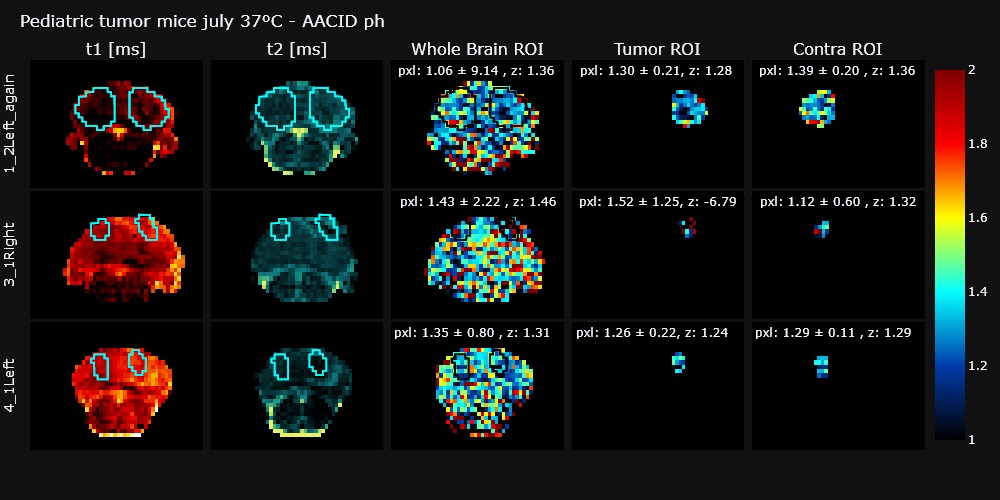 Pediatric tumor mice july 37°C - AACID ph
t1 [ms]
t2 [ms]
Whole Brain ROI
Tumor ROI
Contra ROI
1_2Left_again
pxl: 1.06 ± 9.14 , z: 1.36
pxl: 1.30 ± 0.21, z: 1.28
pxl: 1.39 ± 0.20 , z: 1.36
3_1Right
pxl: 1.43 ± 2.22 , z: 1.46
pxl: 1.52 ± 1.25, z: -6.79
pxl: 1.12 ± 0.60 , z: 1.32
4_1Left
pxl: 1.35 ± 0.80 , z: 1.31
pxl: 1.26 ± 0.22, z: 1.24
pxl: 1.29 ± 0.11 , z: 1.29
2
1.8
1.6
1.4
1.2
1